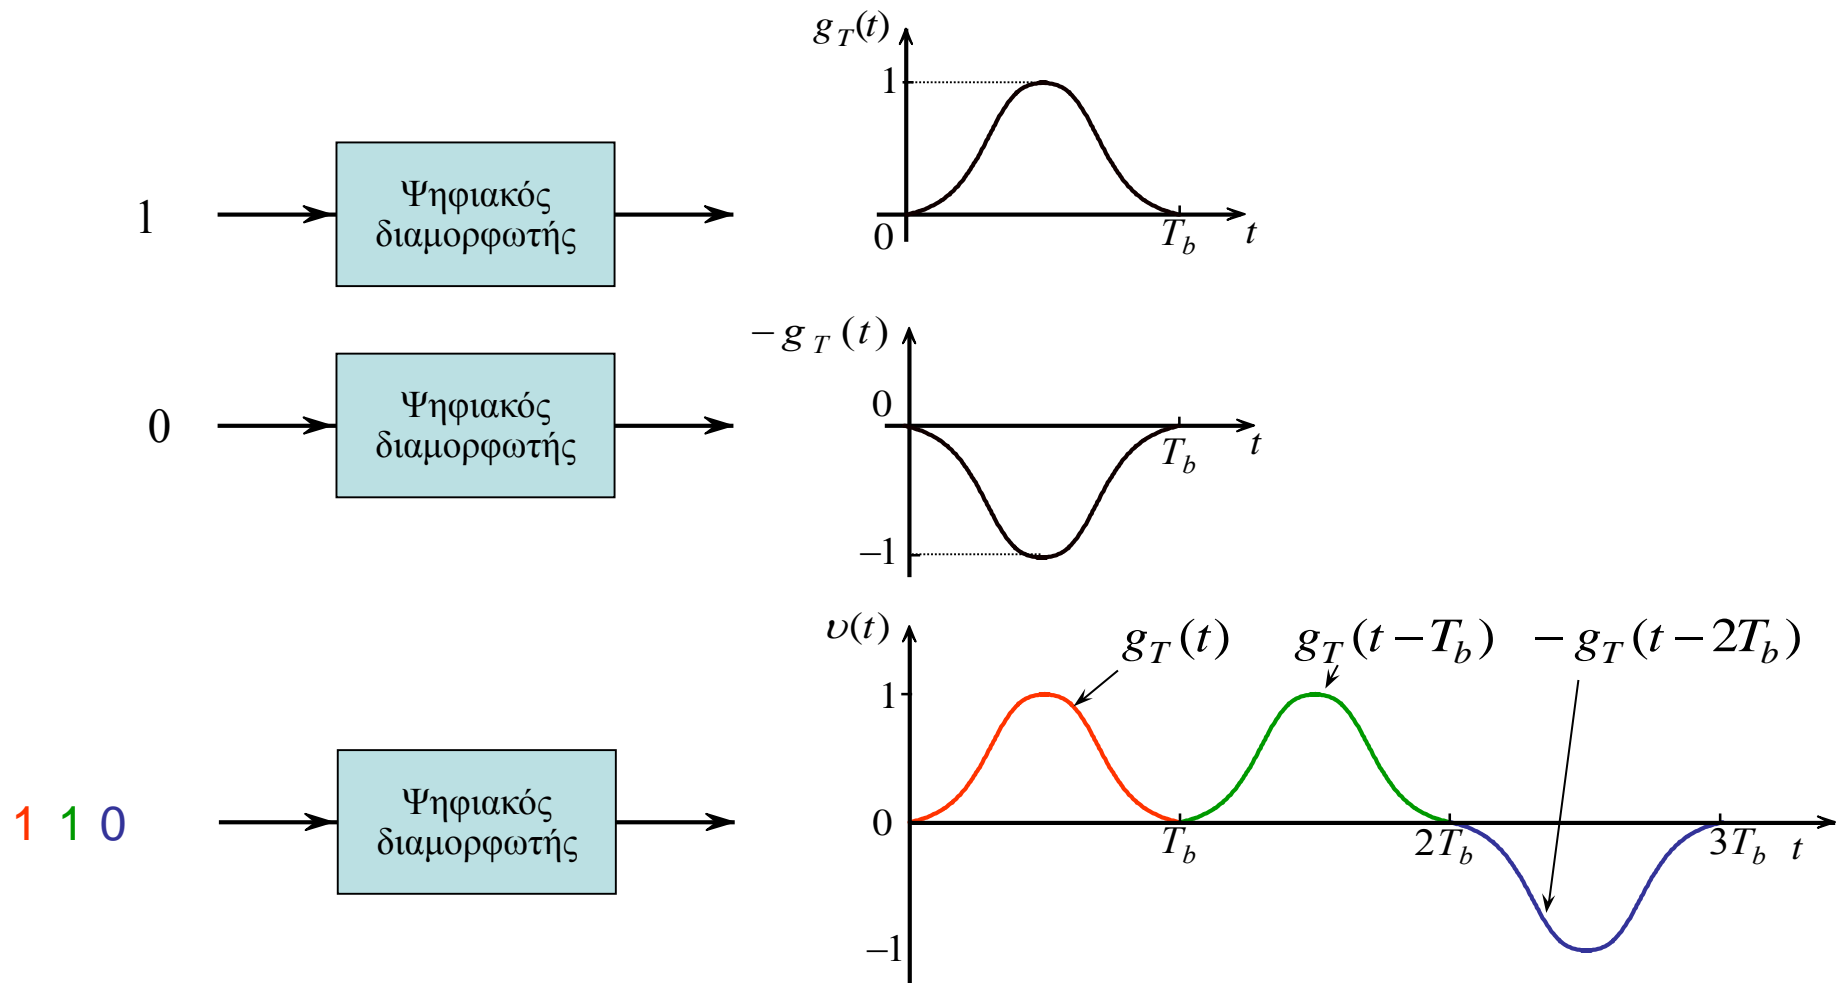 g_T(t)
1
1
Ψηφιακός
διαμορφωτής
0
T_b
t
−g_T(t)
0
0
Ψηφιακός
διαμορφωτής
T_b
t
−1
υ(t)
g_T(t)
g_T(t−T_b)
−g_T(t−2T_b)
1
1 1 0
Ψηφιακός
διαμορφωτής
0
T_b
2T_b
3T_b
t
−1